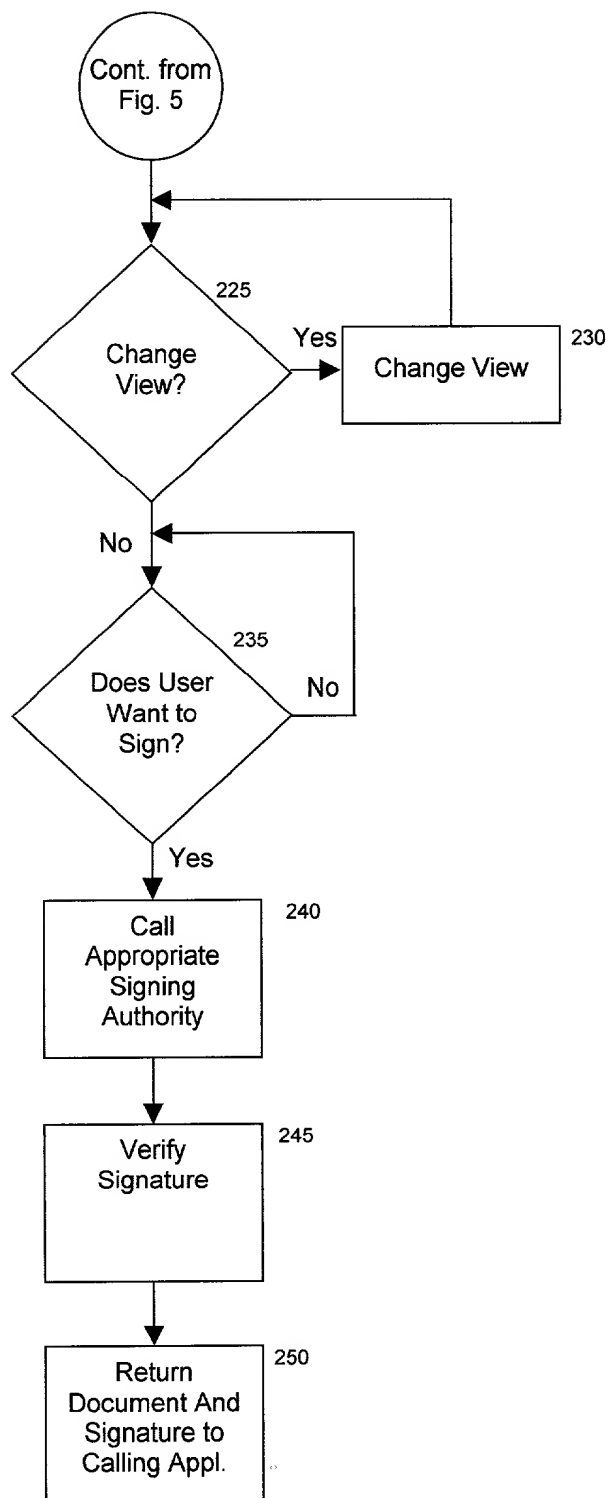 Cont. from
Fig. 5
225
Change
View?
Yes
Change View
230
No
235
Does User
Want to
Sign?
No
Yes
240
Call
Appropriate
Signing
Authority
245
Verify
Signature
250
Return
Document And
Signature to
Calling Appl.